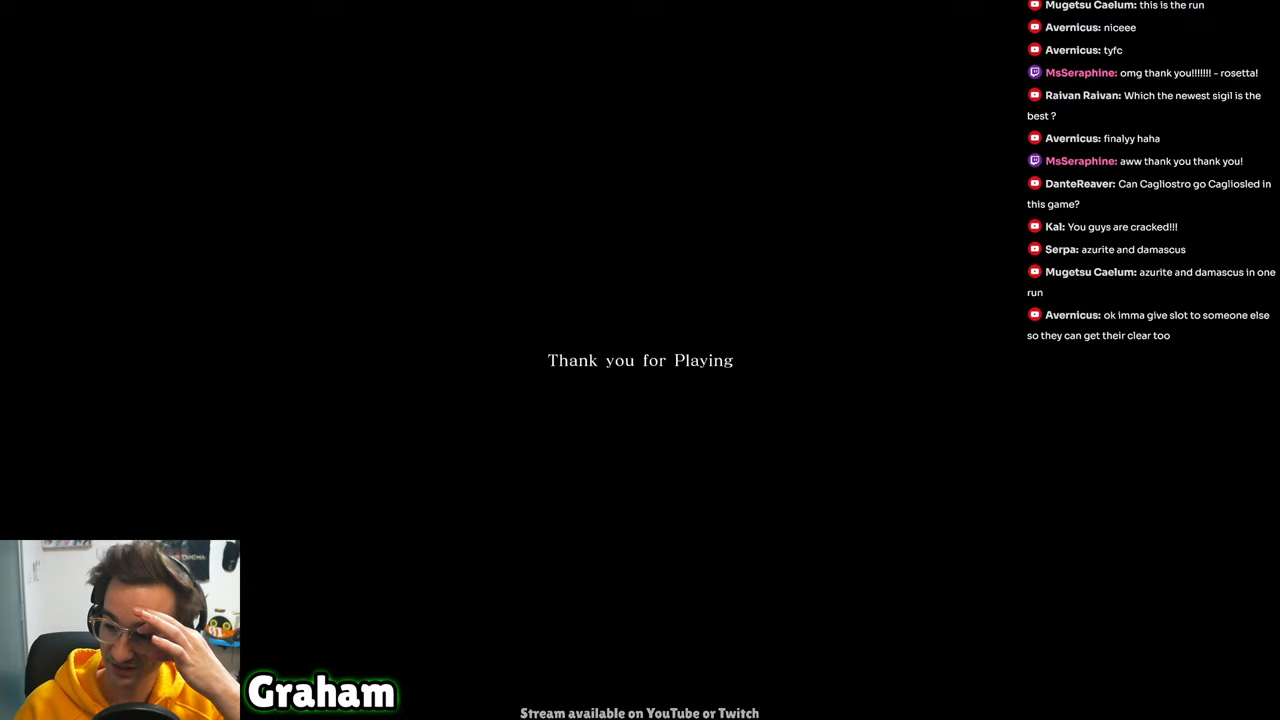 Mugetsu Caelum: this is the run
Avernicus: niceee
Avernicus: tyfc
MsSeraphine: omg thank you!!!!!!! - rosetta!
Raivan Raivan: Which the newest sigil is the
best ?
Avernicus: finalyy haha
MsSeraphine: aww thank you thank you!
DanteReaver: Can Cagliostro go Cagliosled in
this game?
Kal: You guys are cracked!!!
Serpa: azurite and damascus
Mugetsu Caelum: azurite and damascus in one
run
Avernicus: ok imma give slot to someone else
so they can get their clear too
Thank you for Playing
Graham
Stream available on YouTube or Twitch